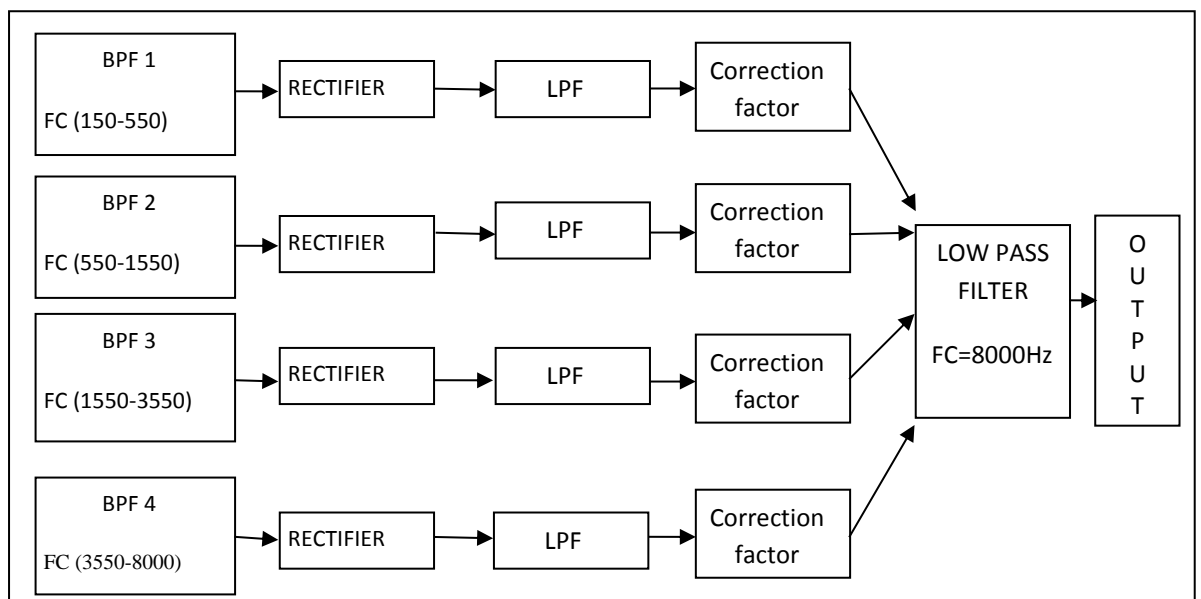 BPF 1
FC (150-550)
RECTIFIER
LPF
Correction
factor
BPF 2
FC (550-1550)
RECTIFIER
LPF
Correction
factor
BPF 3
FC (1550-3550)
RECTIFIER
LPF
Correction
factor
BPF 4
FC (3550-8000)
RECTIFIER
LPF
Correction
factor
LOW PASS
FILTER
FC=8000Hz
O
U
T
P
U
T